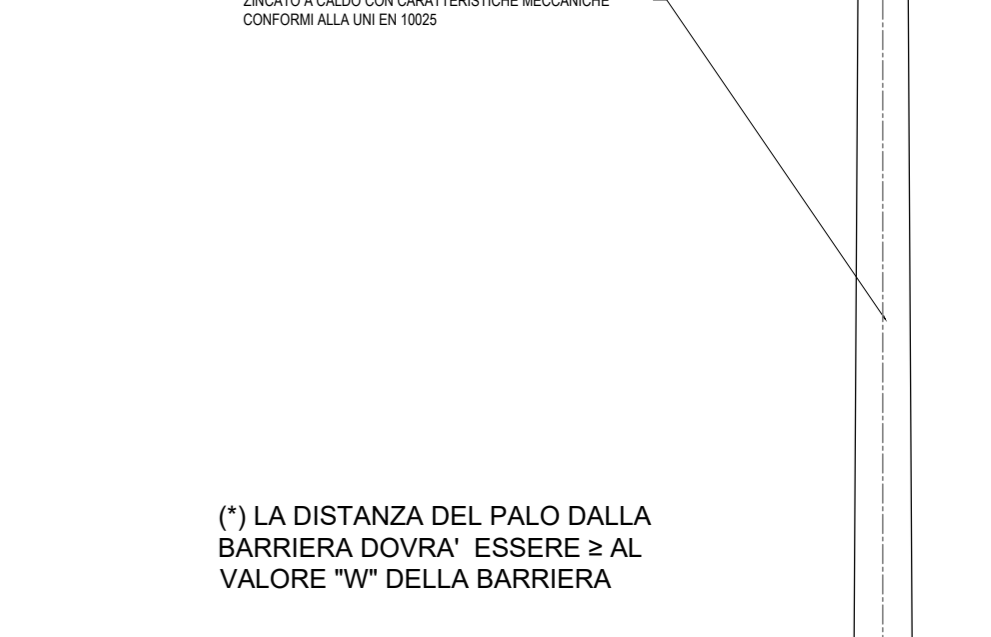 ZINCATO A CALDO CON CARATTERISTICHE MECCANICHE
CONFORMI ALLA UNI EN 10025
(*) LA DISTANZA DEL PALO DALLA
BARRIERA DOVRA' ESSERE ≥ AL
VALORE "W" DELLA BARRIERA